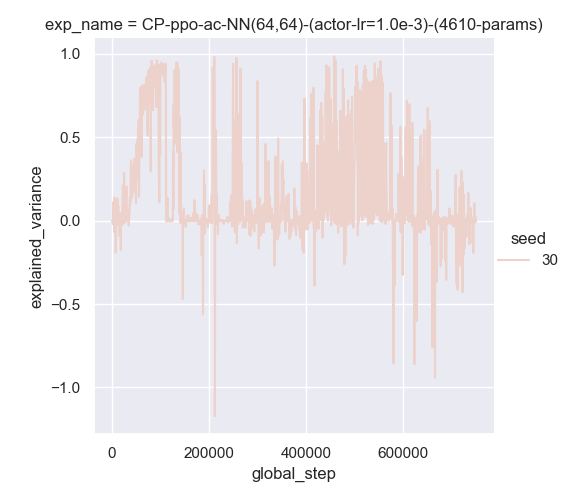 exp_name = CP-ppo-ac-NN(64,64)-(actor-lr=1.0e-3)-(4610-params)
1.0
0.5
0.0
−0.5
−1.0
explained_variance
0
200000
400000
600000
global_step
seed
30